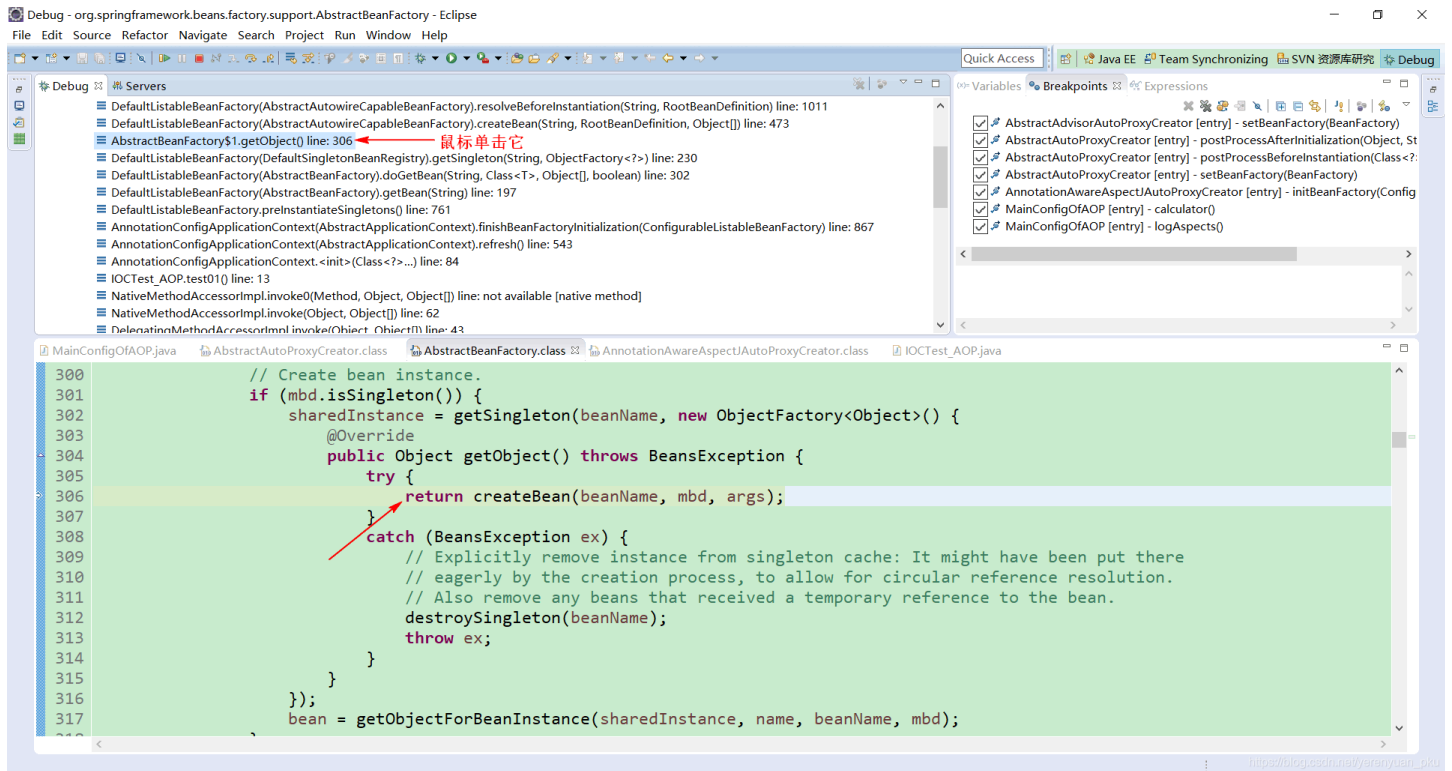 Debug - org.springframework.beans.factory.support.AbstractBeanFactory - Eclipse
File Edit Source Refactor Navigate Search Project Run Window Help
Quick Access
Java EE Team Synchronizing SVN 资源库研究 Debug
Debug Servers
DefaultListableBeanFactory(AbstractAutowireCapableBeanFactory).resolveBeforeInstantiation(String, RootBeanDefinition) line: 1011
DefaultListableBeanFactory(AbstractAutowireCapableBeanFactory).createBean(String, RootBeanDefinition, Object[]) line: 473
AbstractBeanFactory$1.getObject() line: 306
鼠标单击它
DefaultListableBeanFactory(DefaultSingletonBeanRegistry).getSingleton(String, ObjectFactory<?>) line: 230
DefaultListableBeanFactory(AbstractBeanFactory).doGetBean(String, Class<T>, Object[], boolean) line: 302
DefaultListableBeanFactory(AbstractBeanFactory).getBean(String) line: 197
DefaultListableBeanFactory.preInstantiateSingletons() line: 761
AnnotationConfigApplicationContext(AbstractApplicationContext).finishBeanFactoryInitialization(ConfigurableListableBeanFactory) line: 867
AnnotationConfigApplicationContext(AbstractApplicationContext).refresh() line: 543
AnnotationConfigApplicationContext.<init>(Class<?>...) line: 84
IOCTest_AOP.test01() line: 13
NativeMethodAccessorImpl.invoke0(Method, Object, Object[]) line: not available [native method]
NativeMethodAccessorImpl.invoke(Object, Object[]) line: 62
DelegatingMethodAccessorImpl.invoke(Object, Object[]) line: 43
Variables Breakpoints Expressions
AbstractAdvisorAutoProxyCreator [entry] - setBeanFactory(BeanFactory)
AbstractAutoProxyCreator [entry] - postProcessAfterInitialization(Object, St
AbstractAutoProxyCreator [entry] - postProcessBeforeInstantiation(Class<?
AbstractAutoProxyCreator [entry] - setBeanFactory(BeanFactory)
AnnotationAwareAspectJAutoProxyCreator [entry] - initBeanFactory(Config
MainConfigOfAOP [entry] - calculator()
MainConfigOfAOP [entry] - logAspects()
MainConfigOfAOP.java AbstractAutoProxyCreator.class AbstractBeanFactory.class AnnotationAwareAspectJAutoProxyCreator.class IOCTest_AOP.java
300 // Create bean instance.
301 if (mbd.isSingleton()) {
302 sharedInstance = getSingleton(beanName, new ObjectFactory<Object>() {
303 @Override
304 public Object getObject() throws BeansException {
305 try {
306 return createBean(beanName, mbd, args);
307 }
308 catch (BeansException ex) {
309 // Explicitly remove instance from singleton cache: It might have been put there
310 // eagerly by the creation process, to allow for circular reference resolution.
311 // Also remove any beans that received a temporary reference to the bean.
312 destroySingleton(beanName);
313 throw ex;
314 }
315 }
316 });
317 bean = getObjectForBeanInstance(sharedInstance, name, beanName, mbd);
318 }
https://blog.csdn.net/yerenyuan_pku